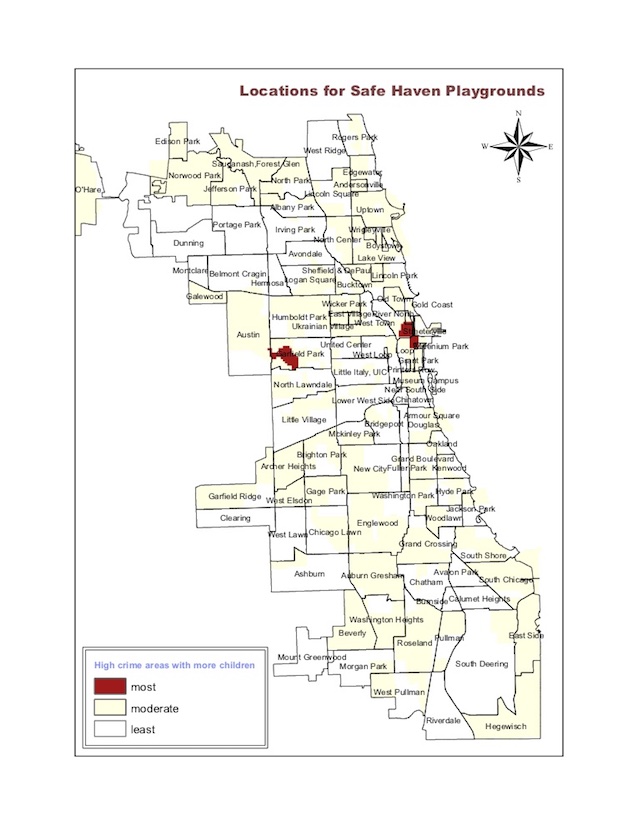 Locations for Safe Haven Playgrounds
N
W
E
S
Rogers Park
West Ridge
Edison Park
Sauganash,Forest Glen
Norwood Park
Edgewater
North Park
Andersonville
O'Hare
Jefferson Park
Lincoln Square
Albany Park
Uptown
Portage Park
Irving Park
Wrigleyville
Dunning
North Center
Boystown
Avondale
Lake View
Montclare
Belmont Cragin
Sheffield & DePaul
Lincoln Park
Hermosa
Logan Square
Bucktown
Galewood
Wicker Park
Old Town
Gold Coast
Humboldt Park
East Village
River North
Ukrainian Village
West Town
Streeterville
Austin
United Center
Loop
Millenium Park
Garfield Park
West Loop
Grant Park
Little Italy, UIC
Printers Row
North Lawndale
Museum Campus
Near South Side
Lower West Side
Chinatown
Little Village
Armour Square
Bridgeport
Douglas
Mckinley Park
Oakland
Brighton Park
Grand Boulevard
Archer Heights
New City
Fuller Park
Kenwood
Garfield Ridge
West Elsdon
Gage Park
Washington Park
Hyde Park
Jackson Park
Clearing
Englewood
Woodlawn
West Lawn
Chicago Lawn
Grand Crossing
South Shore
Ashburn
Auburn Gresham
Avalon Park
Chatham
South Chicago
Burnside
Calumet Heights
Washington Heights
Beverly
Roseland
Pullman
East Side
Mount Greenwood
Morgan Park
South Deering
West Pullman
Riverdale
Hegewisch
High crime areas with more children
most
moderate
least